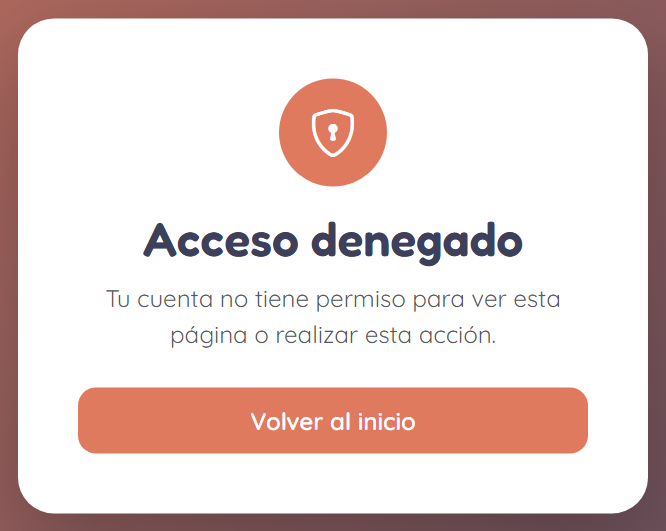 Acceso denegado
Tu cuenta no tiene permiso para ver esta
página o realizar esta acción.
Volver al inicio